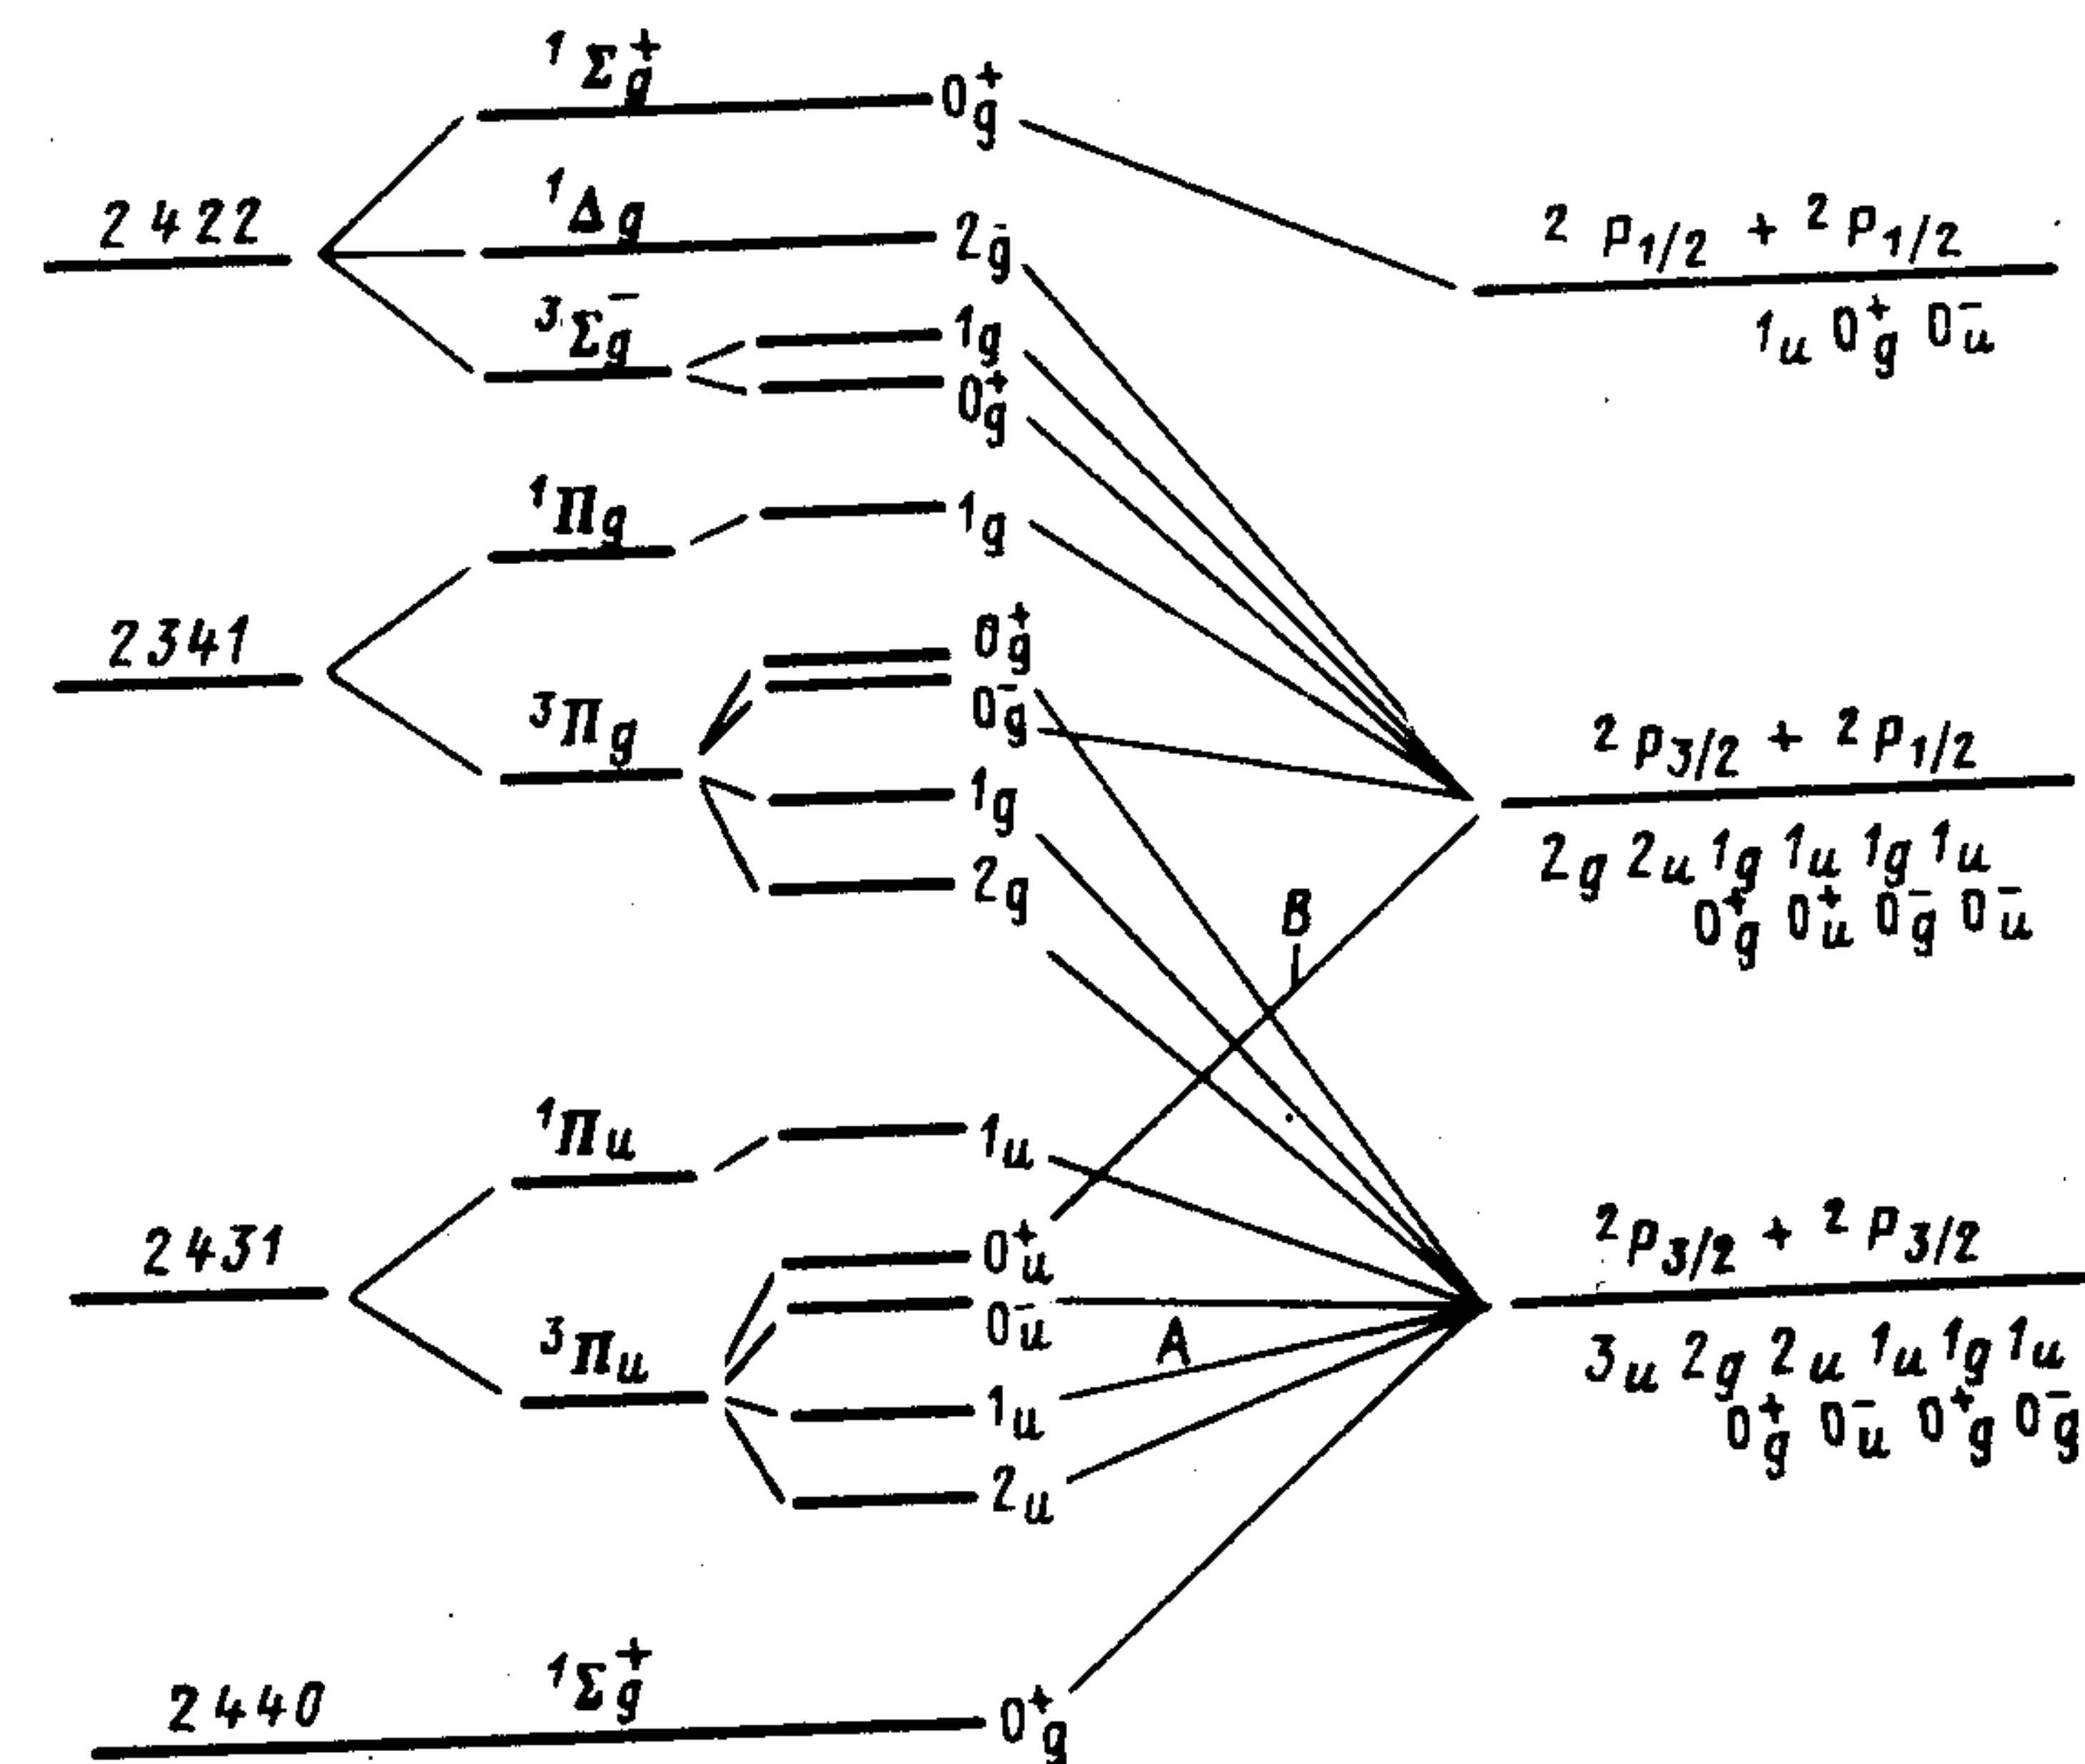 ¹Σg⁺ 0g⁺
2422 ¹Δg 2g
³Σg⁻ 1g
0g⁺
¹Πg 1g
2341 0g⁺
³Πg 0g⁻
1g
2g
¹Πu 1u
2431 0u⁺
³Πu 0u⁻
1u
2u
2440 ¹Σg⁺ 0g⁺
B
A
²P1/2 + ²P1/2
1u 0g⁺ 0u⁻
²P3/2 + ²P1/2
2g 2u 1g 1u 1g 1u
0g⁺ 0u⁺ 0g⁻ 0u⁻
²P3/2 + ²P3/2
3u 2g 2u 1u 1g 1u
0g⁺ 0u⁻ 0g⁺ 0g⁻